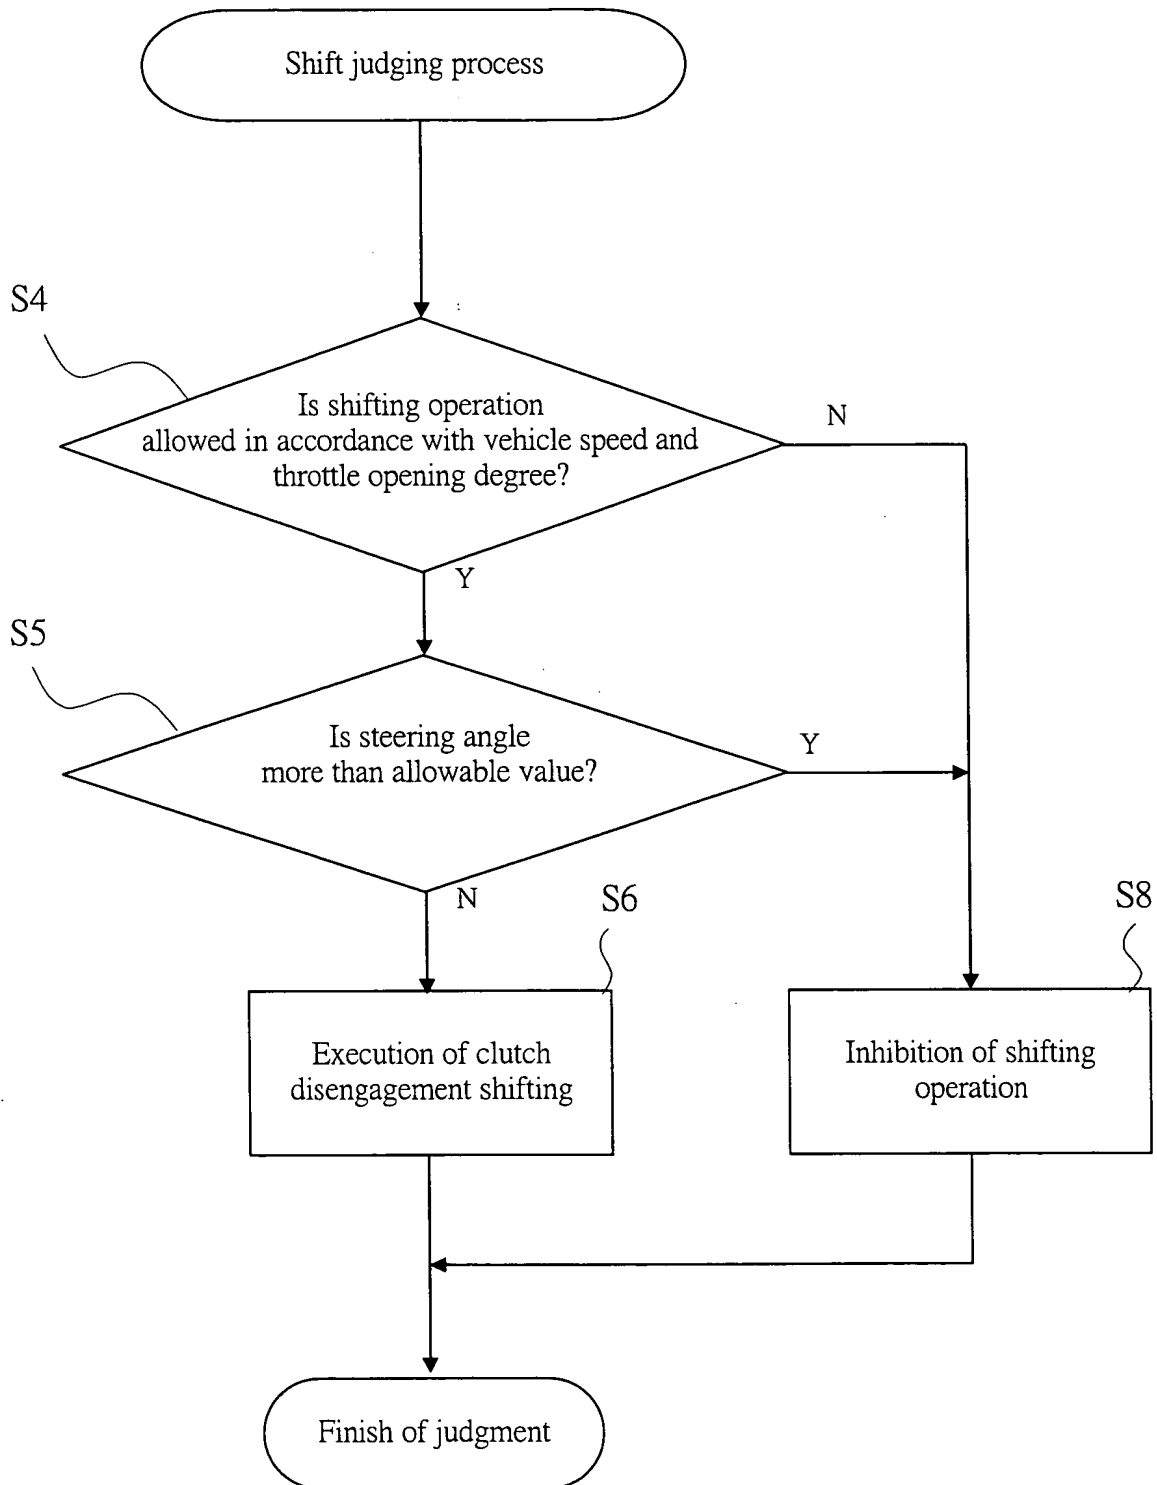 Shift judging process
S4
Is shifting operation
allowed in accordance with vehicle speed and
throttle opening degree?
N
Y
S5
Is steering angle
more than allowable value?
Y
N
S6
S8
Execution of clutch
disengagement shifting
Inhibition of shifting
operation
Finish of judgment